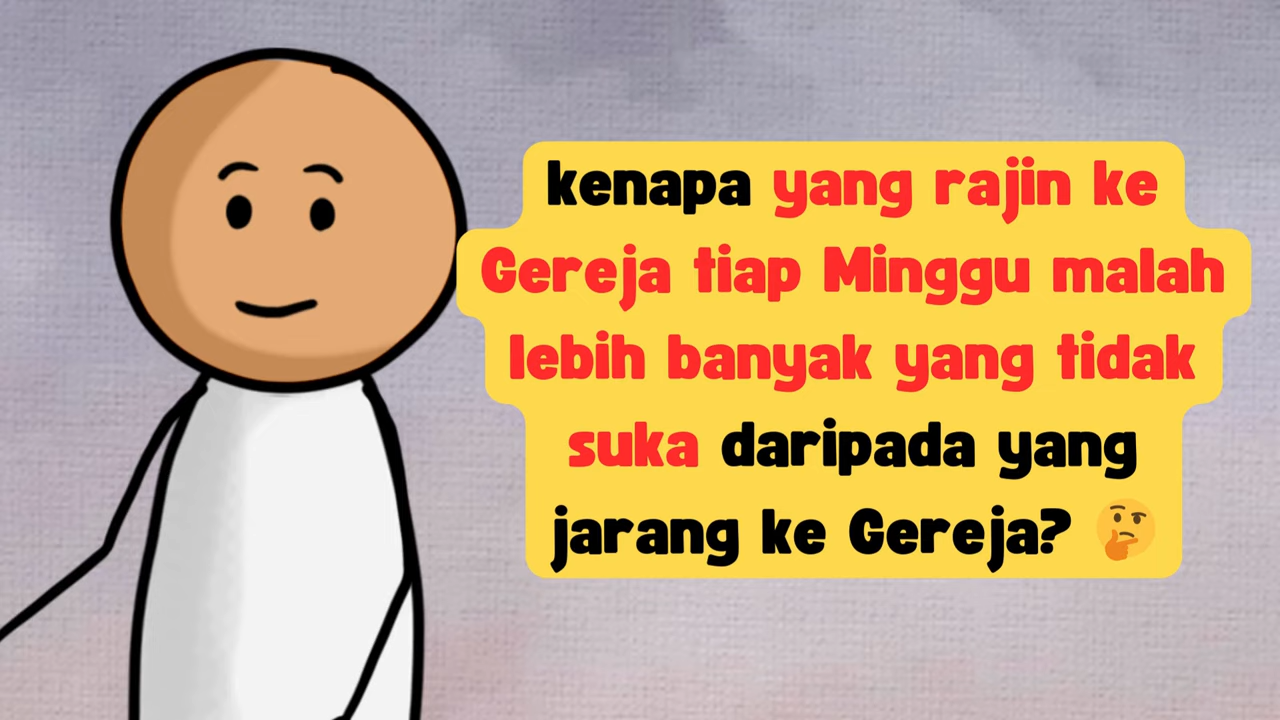 kenapa yang rajin ke
Gereja tiap Minggu malah
lebih banyak yang tidak
suka daripada yang
jarang ke Gereja? 🤔